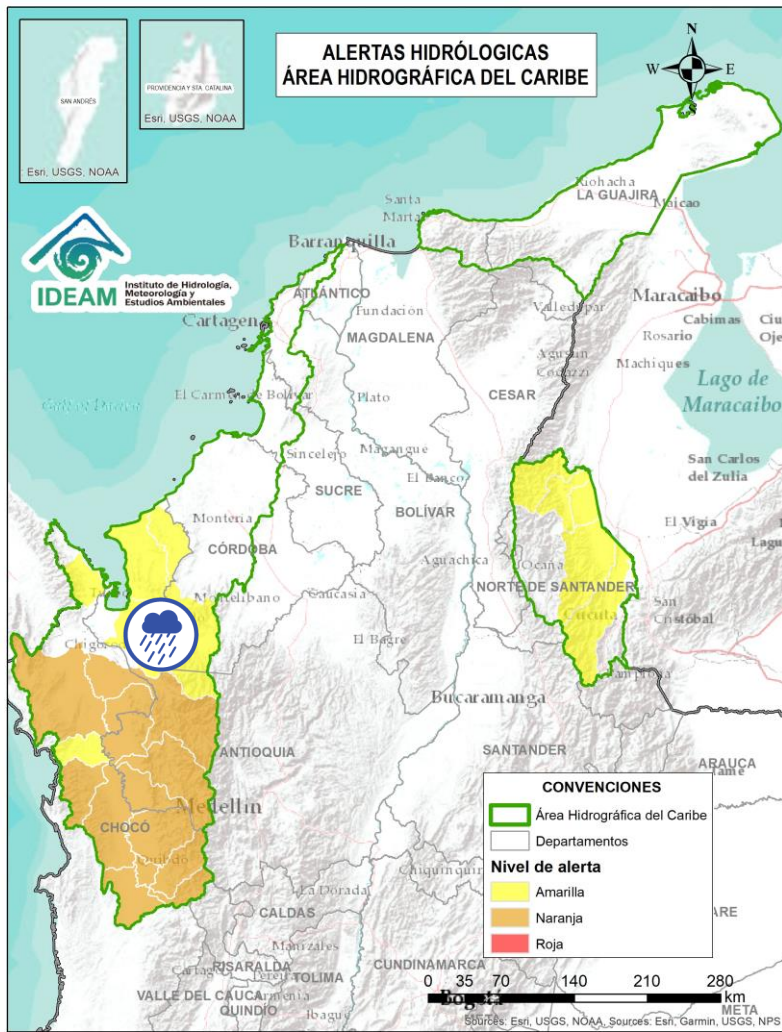 ALERTAS HIDRÓLOGICAS
ÁREA HIDROGRÁFICA DEL CARIBE
N
W
E
S
SAN ANDRÉS
Esri, USGS, NOAA
PROVIDENCIA Y STA. CATALINA
Esri, USGS, NOAA
IDEAM
Instituto de Hidrología,
Meteorología y
Estudios Ambientales
Riohacha
LA GUAJIRA
Maicao
Santa
Marta
Barranquilla
ATLÁNTICO
Cartagena
Fundación
MAGDALENA
Valledupar
Maracaibo
Cabimas
Rosario
Machiques
Agustín
Codazzi
CESAR
Lago de
Maracaibo
El Carmen de Bolívar
Plato
Sincelejo
Magangue
El Banco
San Carlos
del Zulia
SUCRE
BOLÍVAR
Montería
CÓRDOBA
El Vigía
Aguachica
Ocaña
NORTE DE SANTANDER
Montelíbano
Caucasia
Cúcuta
San
Cristóbal
El Bagre
Pamplona
Bucaramanga
ANTIOQUIA
SANTANDER
ARAUCA
Medellín
CHOCÓ
Quibdó
La Dorada
CALDAS
Manizales
RISARALDA
TOLIMA
CUNDINAMARCA
VALLE DEL CAUCA
Armenia
QUINDÍO
Ibagué
Bogotá
META
META
CONVENCIONES
Área Hidrográfica del Caribe
Departamentos
Nivel de alerta
Amarilla
Naranja
Roja
0 35 70 140 210 280
km
Sources: Esri, USGS, NOAA, Sources: Esri, Garmin, USGS, NPS